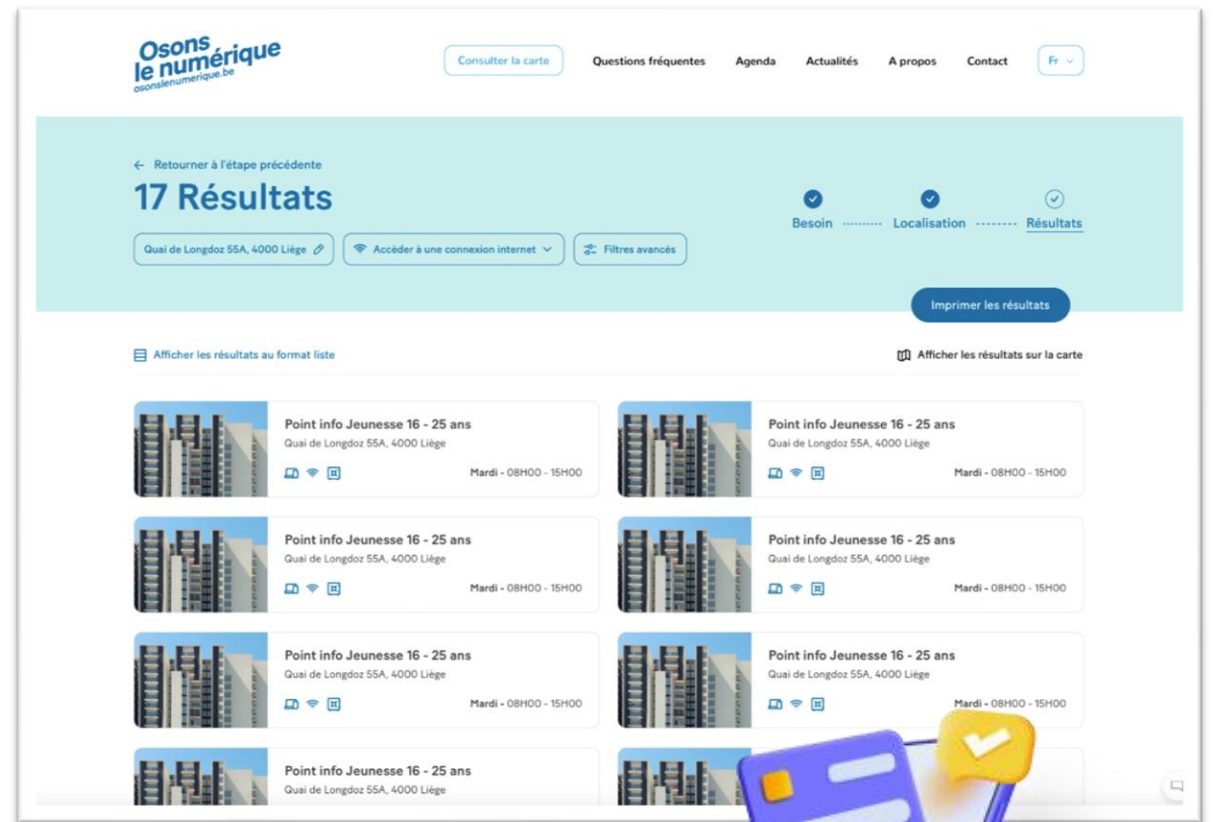 Osons
le numérique
osonslenumerique.be
Consulter la carte
Questions fréquentes
Agenda
Actualités
A propos
Contact
Fr
Retourner à l'étape précédente
17 Résultats
Besoin
Localisation
Résultats
Quai de Longdoz 55A, 4000 Liège
Accèder à une connexion internet
Filtres avancés
Imprimer les résultats
Afficher les résultats au format liste
Afficher les résultats sur la carte
Point info Jeunesse 16 - 25 ans
Quai de Longdoz 55A, 4000 Liège
Mardi - 08H00 - 15H00
Point info Jeunesse 16 - 25 ans
Quai de Longdoz 55A, 4000 Liège
Mardi - 08H00 - 15H00
Point info Jeunesse 16 - 25 ans
Quai de Longdoz 55A, 4000 Liège
Mardi - 08H00 - 15H00
Point info Jeunesse 16 - 25 ans
Quai de Longdoz 55A, 4000 Liège
Mardi - 08H00 - 15H00
Point info Jeunesse 16 - 25 ans
Quai de Longdoz 55A, 4000 Liège
Mardi - 08H00 - 15H00
Point info Jeunesse 16 - 25 ans
Quai de Longdoz 55A, 4000 Liège
Mardi - 08H00 - 15H00
Point info Jeunesse 16 - 25 ans
Quai de Longdoz 55A, 4000 Liège